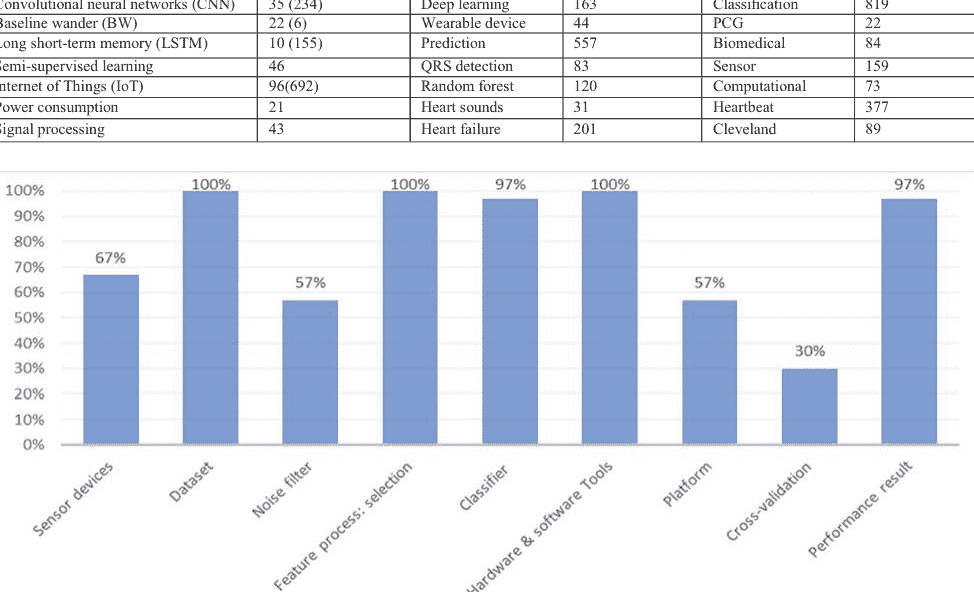 Convolutional neural networks (CNN) 35 (234) Deep learning 163 Classification 819
Baseline wander (BW) 22 (6) Wearable device 44 PCG 22
Long short-term memory (LSTM) 10 (155) Prediction 557 Biomedical 84
Semi-supervised learning 46 QRS detection 83 Sensor 159
Internet of Things (IoT) 96(692) Random forest 120 Computational 73
Power consumption 21 Heart sounds 31 Heartbeat 377
Signal processing 43 Heart failure 201 Cleveland 89
100%
90%
80%
70%
60%
50%
40%
30%
20%
10%
0%
67%
100%
57%
100%
97%
100%
57%
30%
97%
Sensor devices
Dataset
Noise filter
Feature process: selection
Classifier
Hardware & software Tools
Platform
Cross-validation
Performance result